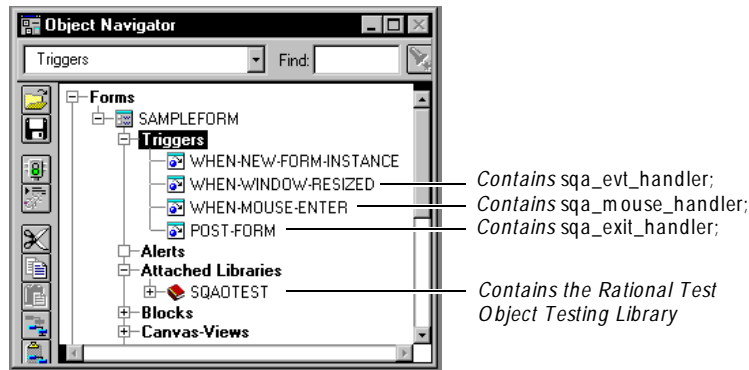 Object Navigator
Triggers
Find:
Forms
SAMPLEFORM
Triggers
WHEN-NEW-FORM-INSTANCE
WHEN-WINDOW-RESIZED
Contains sqa_evt_handler;
WHEN-MOUSE-ENTER
Contains sqa_mouse_handler;
POST-FORM
Contains sqa_exit_handler;
Alerts
Attached Libraries
SQAOTEST
Contains the Rational Test
Object Testing Library
Blocks
Canvas-Views